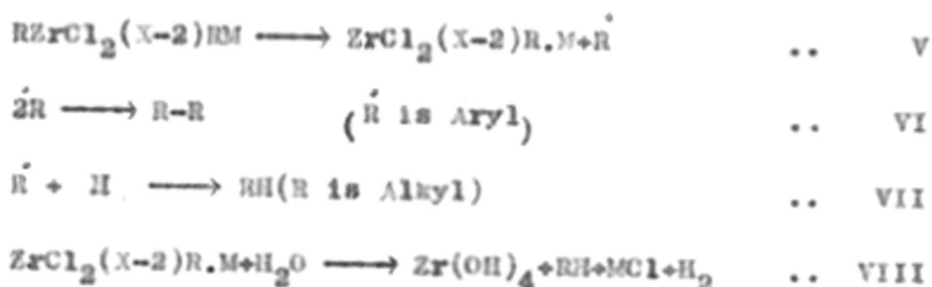 RZrCl₂(X-2)RM ⟶ ZrCl₂(X-2)R.M+Ṙ .. V
2Ṙ ⟶ R-R (Ṙ is Aryl) .. VI
Ṙ + H ⟶ RH(R is Alkyl) .. VII
ZrCl₂(X-2)R.M+H₂O ⟶ Zr(OH)₄+RH+MCl+H₂ .. VIII